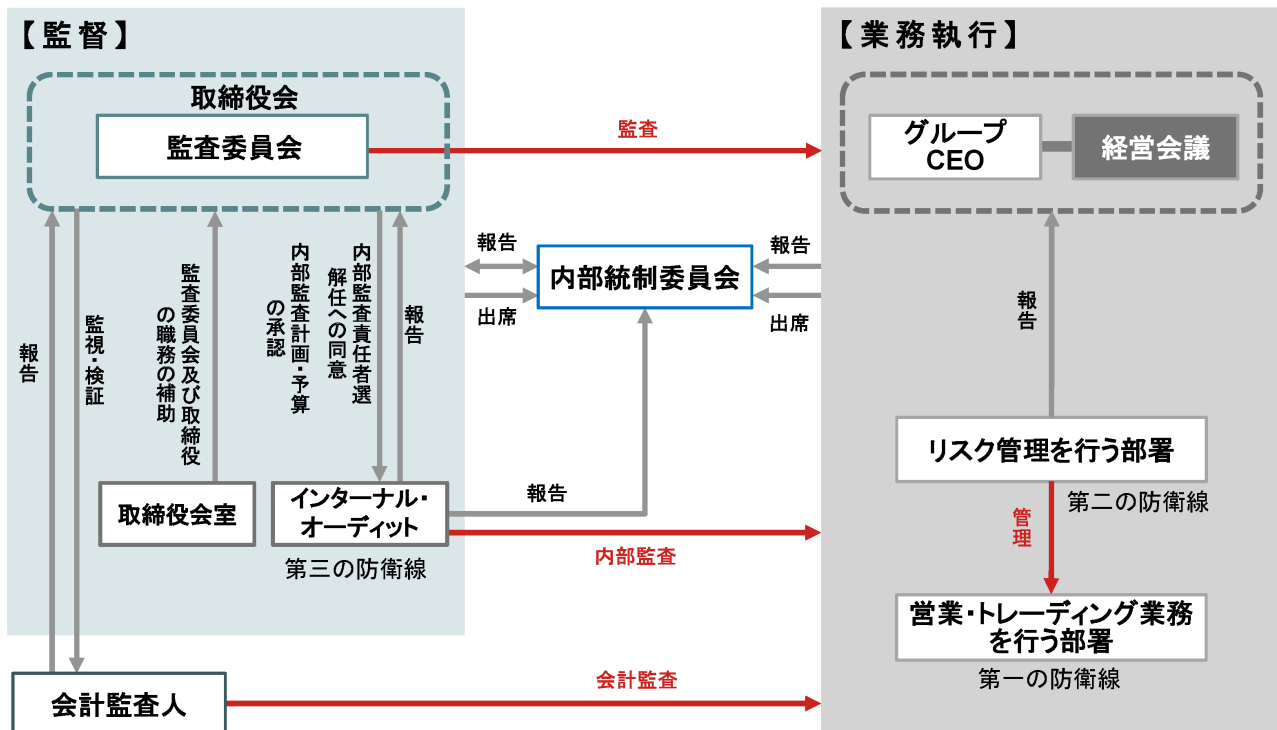 【監督】
取締役会
監査委員会
監査
【業務執行】
グループ
CEO
経営会議
報告
出席
内部統制委員会
報告
出席
報告
監視・検証
監査委員会及び取締役
の職務の補助
内部監査計画・予算
の承認
内部監査責任者選
解任への同意
報告
報告
取締役会室
インターナル・
オーディット
第三の防衛線
報告
内部監査
リスク管理を行う部署
第二の防衛線
管理
営業・トレーディング業務
を行う部署
第一の防衛線
会計監査人
会計監査